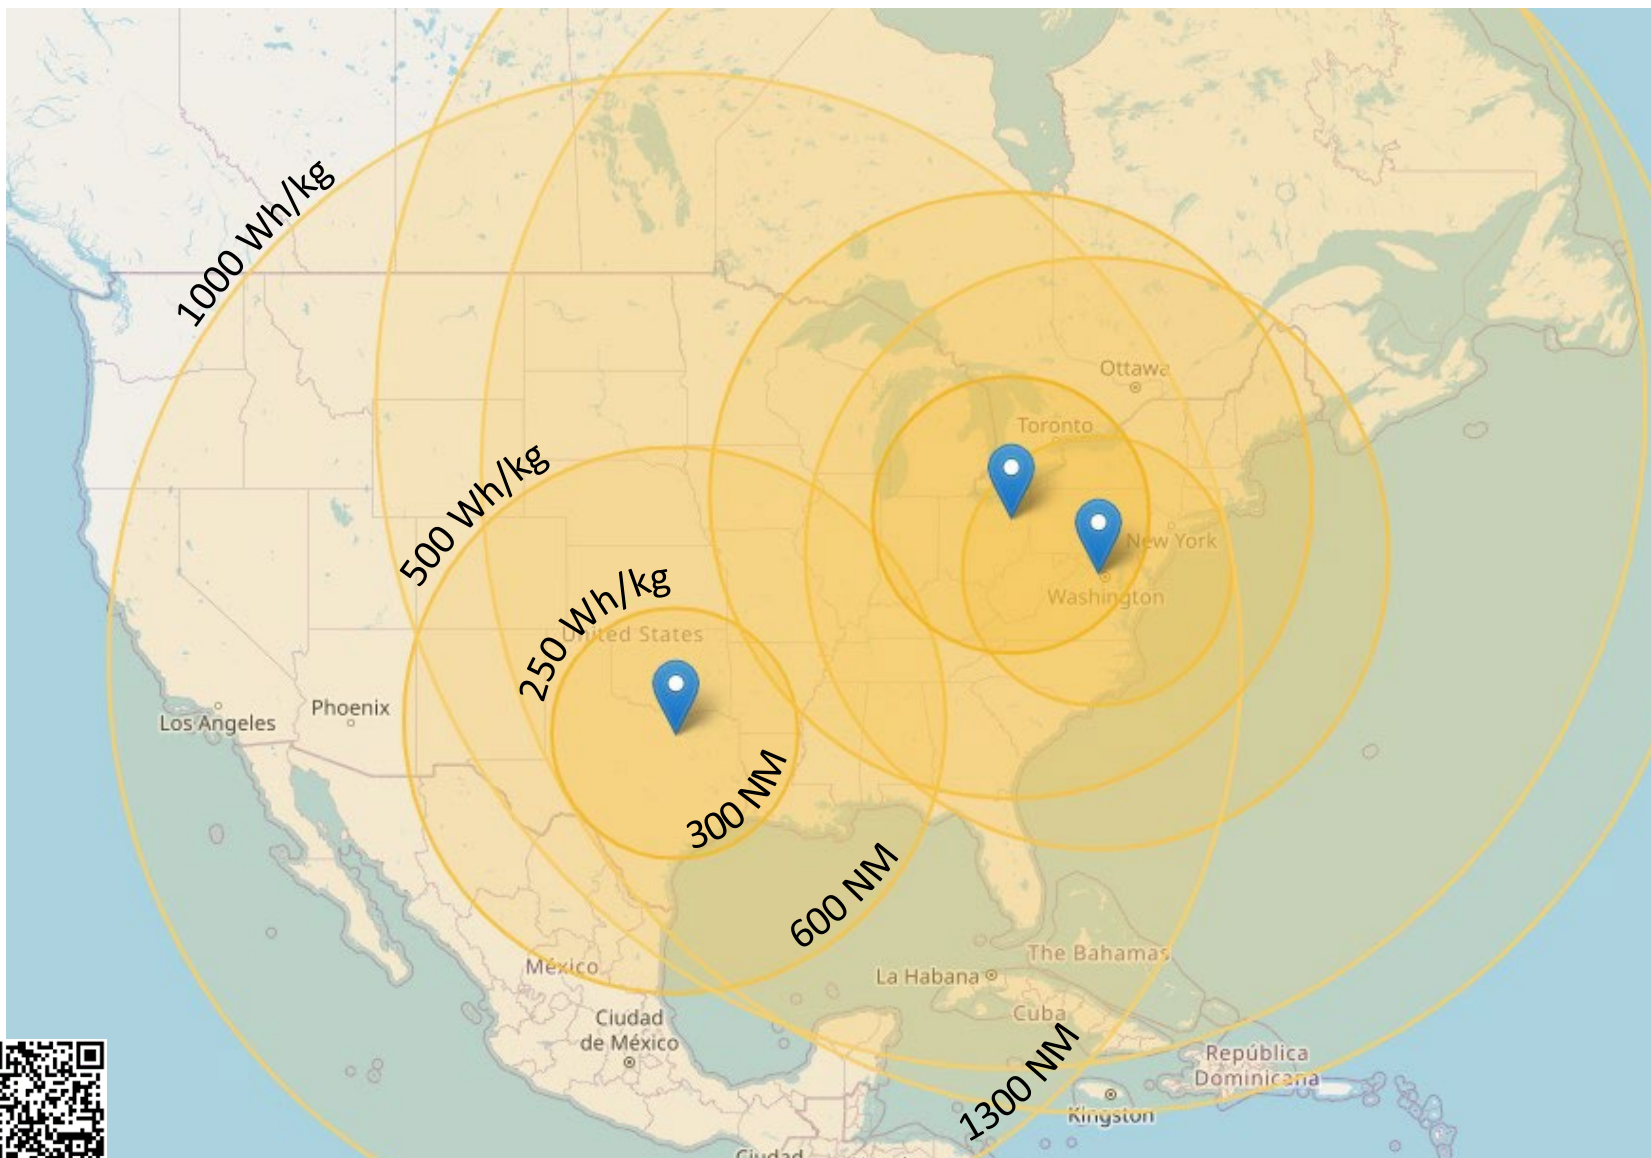 1000 Wh/kg
Ottawa
Toronto
500 Wh/kg
New York
250 Wh/kg
Washington
United States
Phoenix
Los Angeles
300 NM
600 NM
The Bahamas
México
La Habana
Cuba
Ciudad
de México
1300 NM
República
Dominicana
Kingston
Ciudad